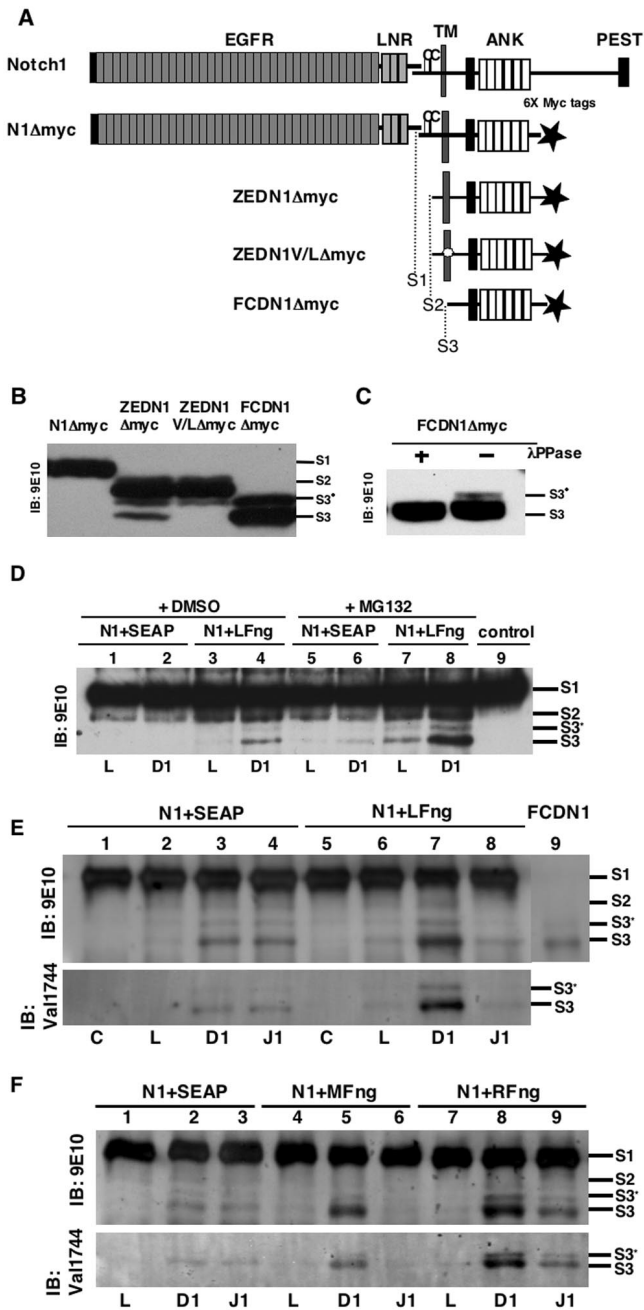 A
EGFR LNR TM ANK PEST
Notch1
6X Myc tags
N1Δmyc
ZEDN1Δmyc
ZEDN1V/LΔmyc
S1
FCDN1Δmyc S2
S3
B
N1Δmyc ZEDN1 Δmyc ZEDN1 V/LΔmyc FCDN1 Δmyc
IB: 9E10
S1
S2
S3*
S3
C
FCDN1Δmyc
+ − λPPase
IB: 9E10
S3*
S3
D
+ DMSO + MG132
N1+SEAP N1+LFng N1+SEAP N1+LFng control
1 2 3 4 5 6 7 8 9
IB: 9E10
S1
S2
S3*
S3
L D1 L D1 L D1 L D1
E
N1+SEAP N1+LFng FCDN1
1 2 3 4 5 6 7 8 9
IB: 9E10
S1
S2
S3*
S3
IB: Val1744
S3*
S3
C L D1 J1 C L D1 J1
F
N1+SEAP N1+MFng N1+RFng
1 2 3 4 5 6 7 8 9
IB: 9E10
S1
S2
S3*
S3
IB: Val1744
S3*
S3
L D1 J1 L D1 J1 L D1 J1